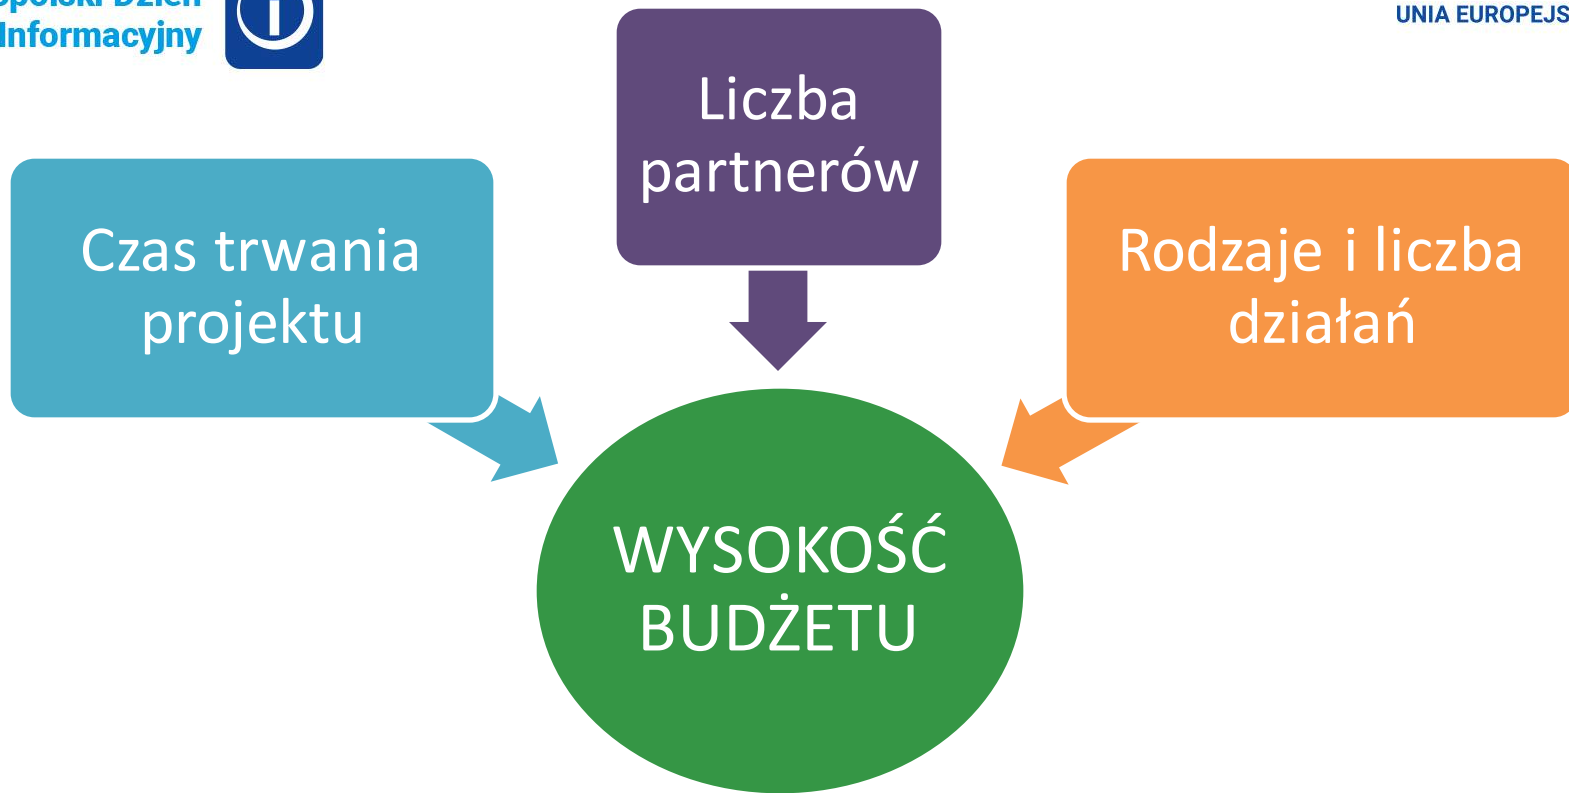 Informacyjny
UNIA EUROPEJS
Liczba
partnerów
Czas trwania
projektu
Rodzaje i liczba
działań
WYSOKOŚĆ
BUDŻETU